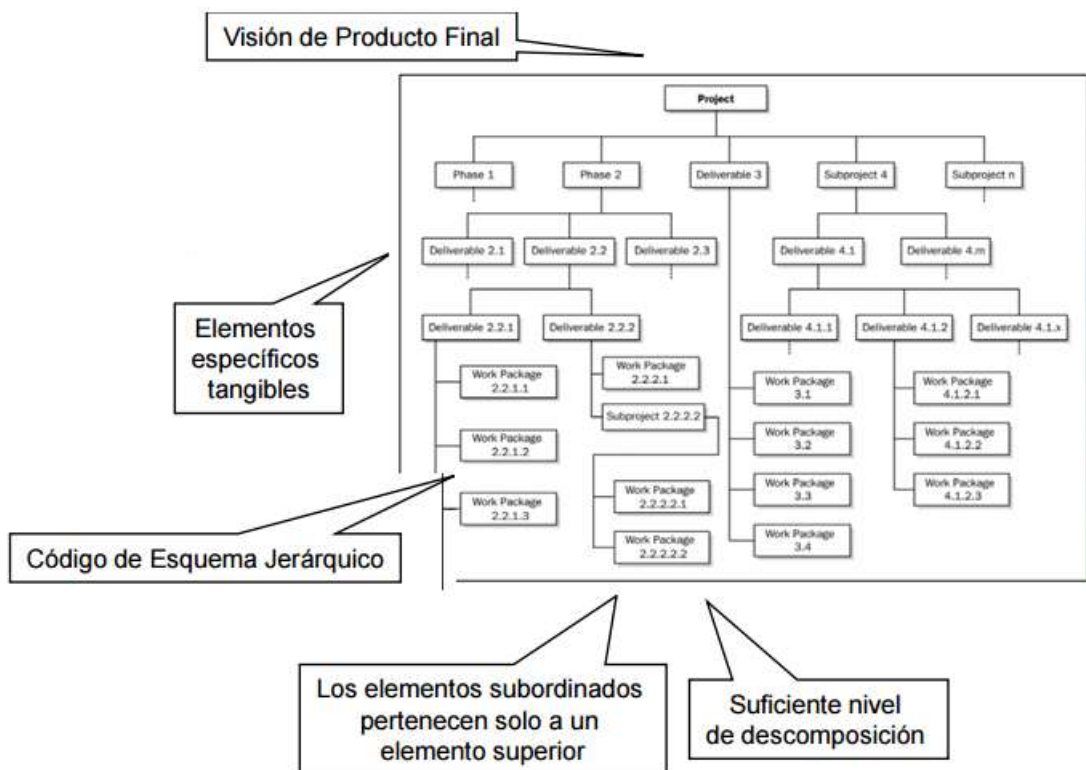 Visión de Producto Final
Project
Phase 1
Phase 2
Deliverable 3
Subproject 4
Subproject n
Deliverable 2.1
Deliverable 2.2
Deliverable 2.3
Deliverable 4.1
Deliverable 4.m
Elementos
específicos
tangibles
Deliverable 2.2.1
Deliverable 2.2.2
Deliverable 4.1.1
Deliverable 4.1.2
Deliverable 4.1.x
Work Package
2.2.1.1
Work Package
2.2.2.1
Work Package
3.1
Work Package
4.1.2.1
Subproject 2.2.2.2
Work Package
2.2.1.2
Work Package
3.2
Work Package
4.1.2.2
Work Package
2.2.1.3
Work Package
2.2.2.2.1
Work Package
3.3
Work Package
4.1.2.3
Work Package
2.2.2.2.2
Work Package
3.4
Código de Esquema Jerárquico
Los elementos subordinados
pertenecen solo a un
elemento superior
Suficiente nivel
de descomposición